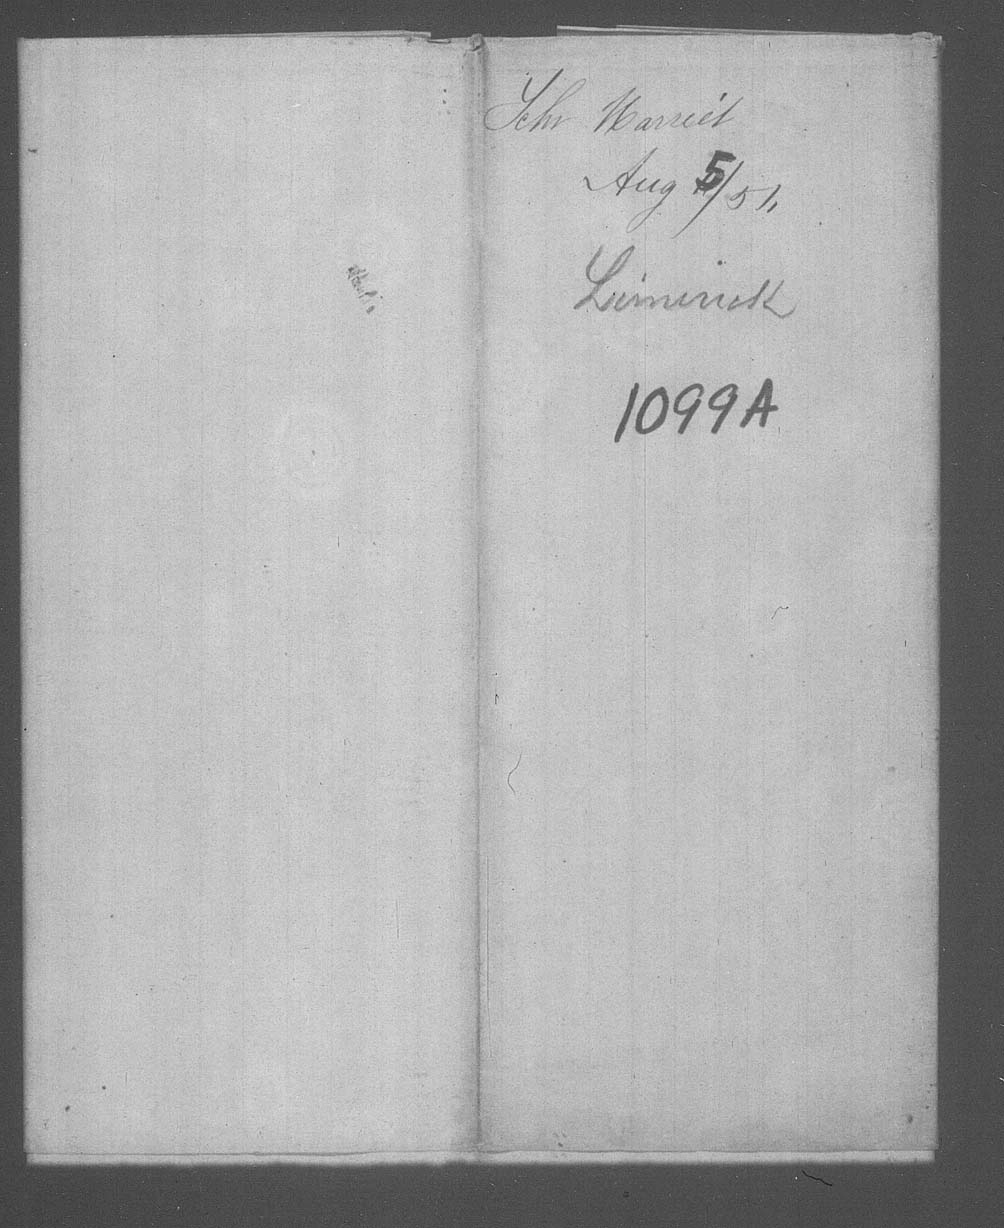 Schr Harriet
Aug 5/51,
Limerick
1099A